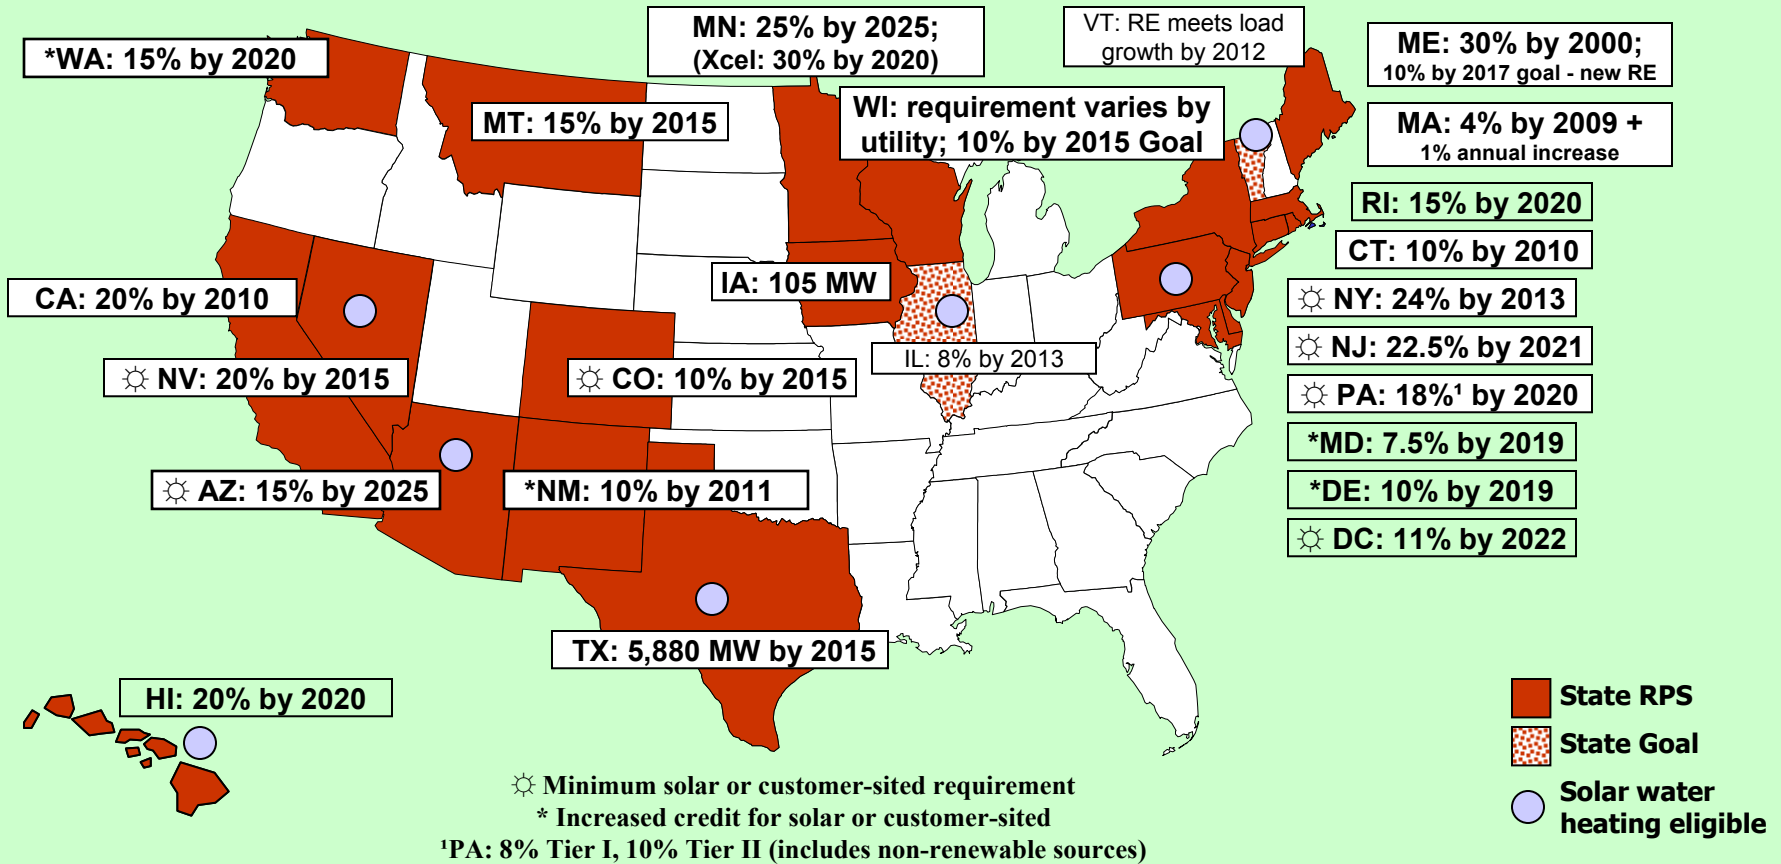 *WA: 15% by 2020
MN: 25% by 2025;
(Xcel: 30% by 2020)
VT: RE meets load
growth by 2012
ME: 30% by 2000;
10% by 2017 goal - new RE
MT: 15% by 2015
WI: requirement varies by
utility; 10% by 2015 Goal
MA: 4% by 2009 +
1% annual increase
RI: 15% by 2020
CT: 10% by 2010
CA: 20% by 2010
IA: 105 MW
☼ NY: 24% by 2013
IL: 8% by 2013
☼ NJ: 22.5% by 2021
☼ NV: 20% by 2015
☼ CO: 10% by 2015
☼ PA: 18%¹ by 2020
*MD: 7.5% by 2019
☼ AZ: 15% by 2025
*NM: 10% by 2011
*DE: 10% by 2019
☼ DC: 11% by 2022
TX: 5,880 MW by 2015
HI: 20% by 2020
State RPS
State Goal
Solar water
heating eligible
☼ Minimum solar or customer-sited requirement
* Increased credit for solar or customer-sited
¹PA: 8% Tier I, 10% Tier II (includes non-renewable sources)